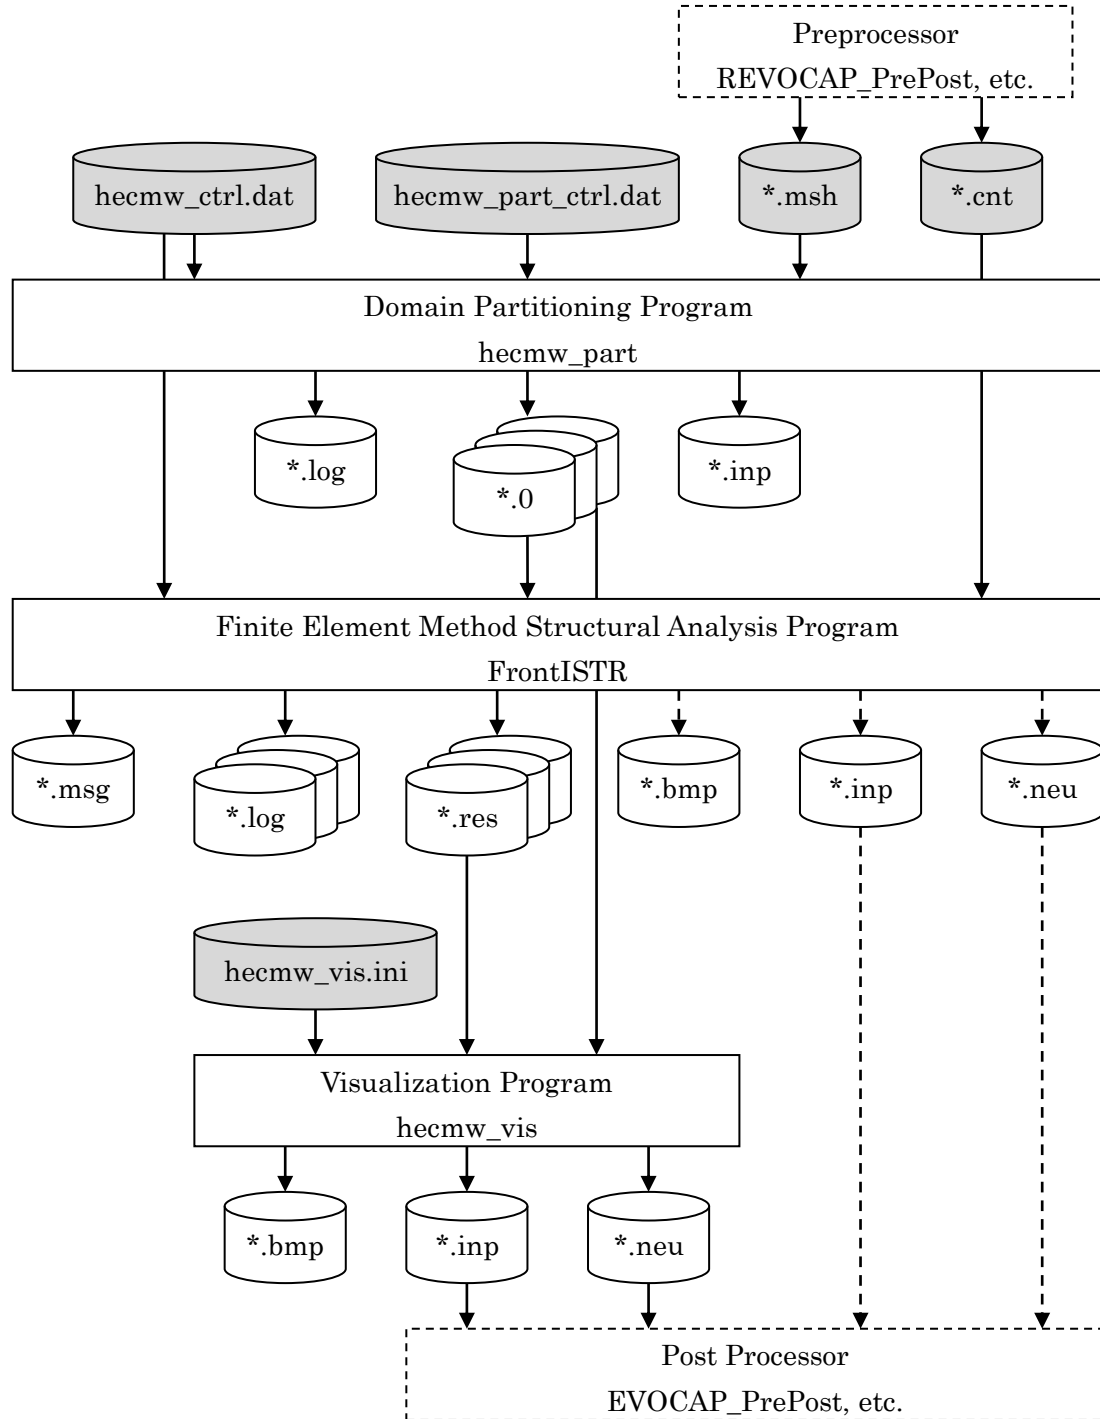 Preprocessor
REVOCAP_PrePost, etc.
hecmw_ctrl.dat
hecmw_part_ctrl.dat
*.msh
*.cnt
Domain Partitioning Program
hecmw_part
*.log
*.0
*.inp
Finite Element Method Structural Analysis Program
FrontISTR
*.msg
*.log
*.res
*.bmp
*.inp
*.neu
hecmw_vis.ini
Visualization Program
hecmw_vis
*.bmp
*.inp
*.neu
Post Processor
EVOCAP_PrePost, etc.